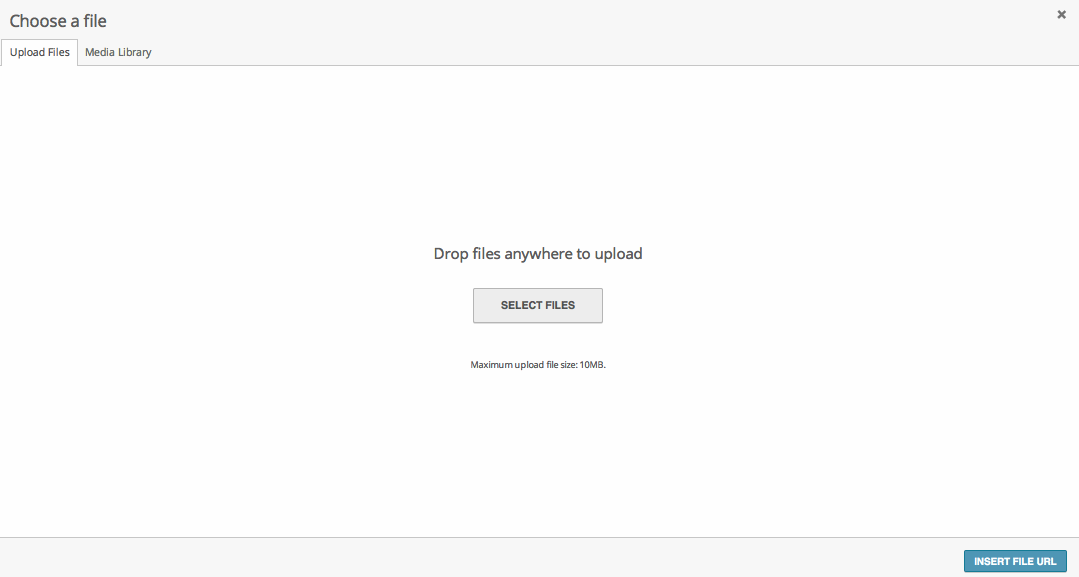 Choose a file
Upload Files Media Library
Drop files anywhere to upload
SELECT FILES
Maximum upload file size: 10MB.
INSERT FILE URL